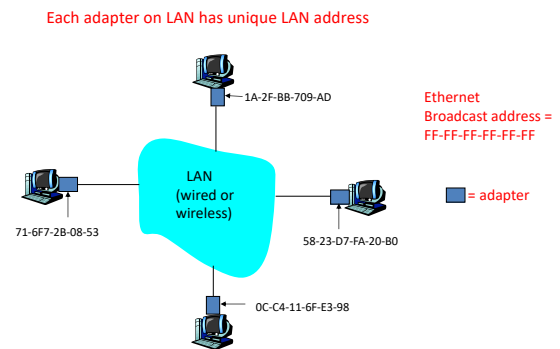 Each adapter on LAN has unique LAN address
1A-2F-BB-709-AD
Ethernet
Broadcast address =
FF-FF-FF-FF-FF-FF
LAN
(wired or
wireless)
= adapter
71-6F7-2B-08-53
58-23-D7-FA-20-B0
0C-C4-11-6F-E3-98